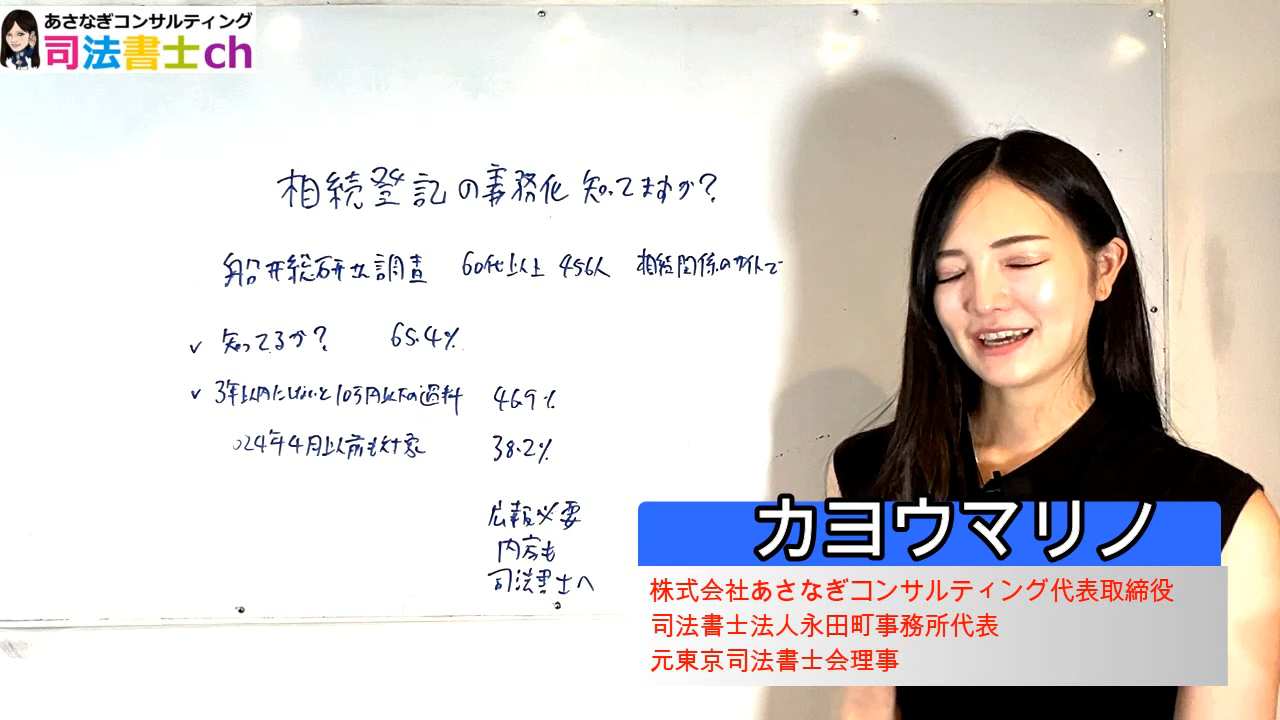 あさなぎコンサルティング
司法書士ch
相続登記の義務化 知ってますか?
船井総研さ調査 60代以上 456人 相続関係のサイトで
✓ 知ってるか? 65.4%
✓ 3年以内にしないと10万円以下の過料 46.9%
024年4月以前も対象 38.2%
広報必要
内容も
司法書士へ
カヨウマリノ
株式会社あさなぎコンサルティング代表取締役
司法書士法人永田町事務所代表
元東京司法書士会理事